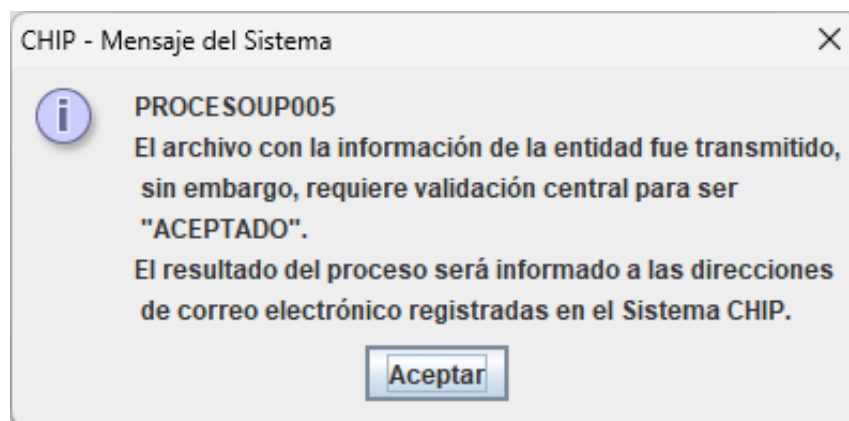 CHIP - Mensaje del Sistema
PROCESOUP005
El archivo con la información de la entidad fue transmitido,
sin embargo, requiere validación central para ser
"ACEPTADO".
El resultado del proceso será informado a las direcciones
de correo electrónico registradas en el Sistema CHIP.
Aceptar